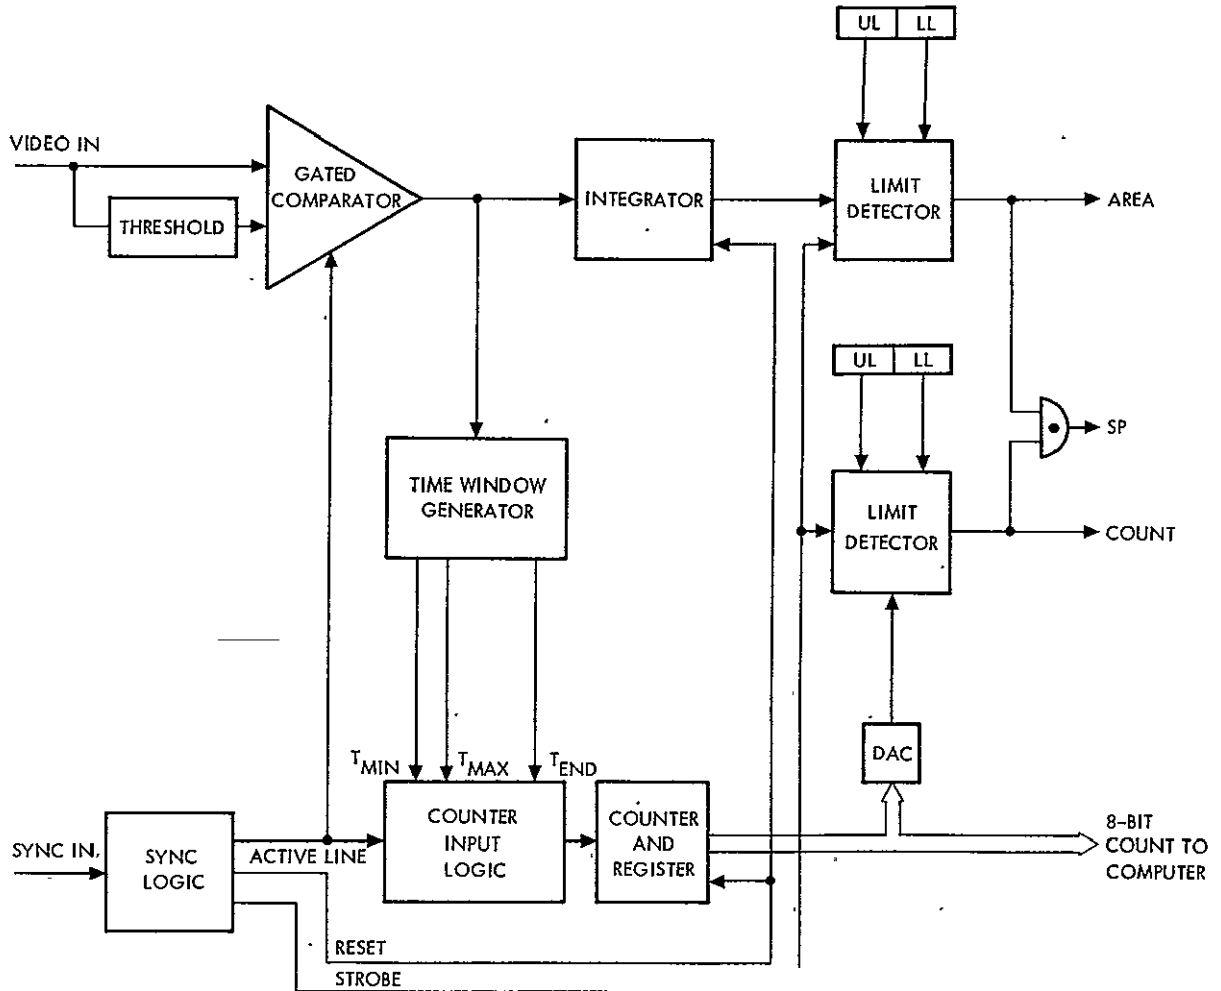 UL LL
VIDEO IN
GATED
COMPARATOR
THRESHOLD
INTEGRATOR
LIMIT
DETECTOR
AREA
UL LL
SP
TIME WINDOW
GENERATOR
LIMIT
DETECTOR
COUNT
DAC
TMIN TMAX TEND
SYNC IN
SYNC
LOGIC
ACTIVE LINE
COUNTER
INPUT
LOGIC
COUNTER
AND
REGISTER
8-BIT
COUNT TO
COMPUTER
RESET
STROBE